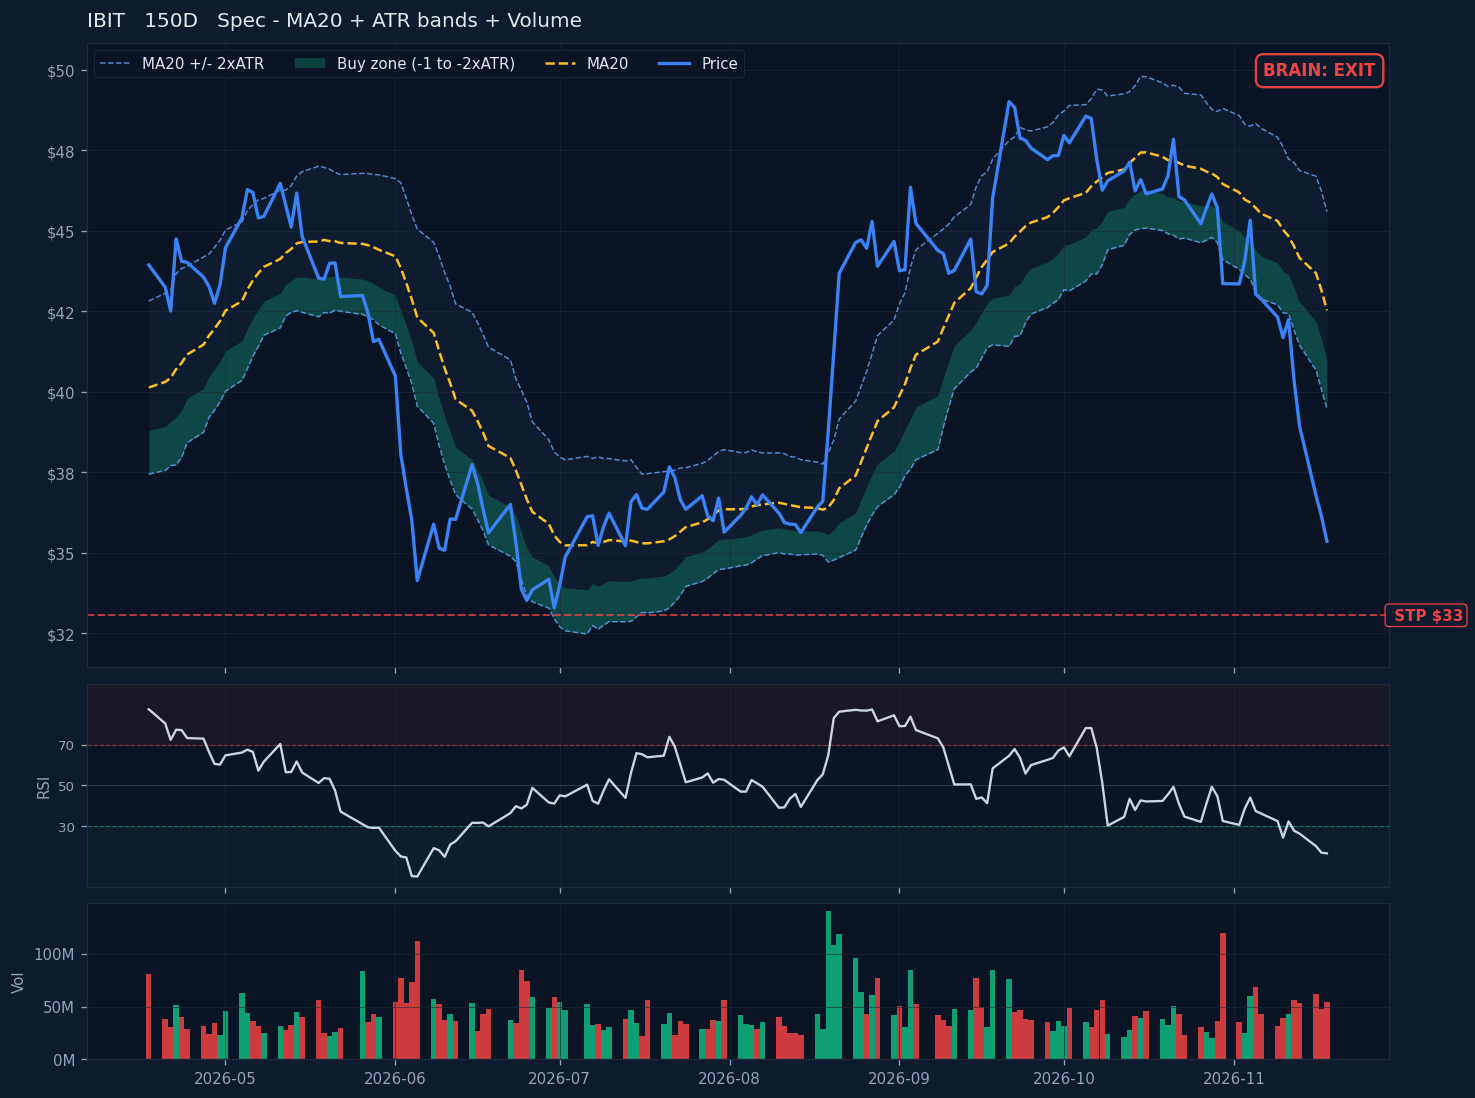 IBIT 150D Spec - MA20 + ATR bands + Volume
MA20 +/- 2xATR
Buy zone (-1 to -2xATR)
MA20
Price
BRAIN: EXIT
$50
$48
$45
$42
$40
$38
$35
$32
STP $33
RSI
70
50
30
Vol
100M
50M
0M
2026-05
2026-06
2026-07
2026-08
2026-09
2026-10
2026-11